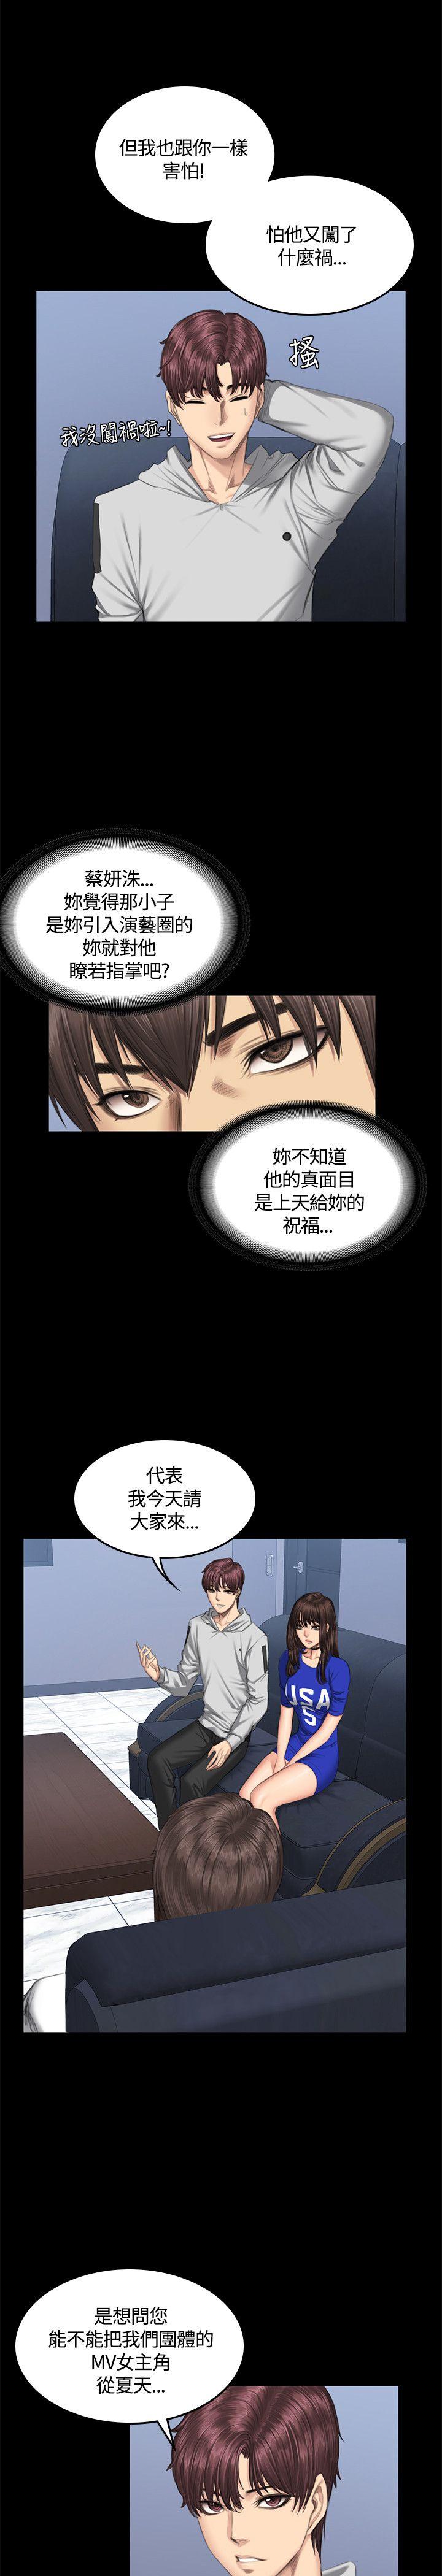 但我也跟你一樣
害怕!
怕他又闖了
什麼禍...
搔
我沒闖禍啦~!
蔡妍洙...
妳覺得那小子
是妳引入演藝圈的
妳就對他
瞭若指掌吧?
妳不知道
他的真面目
是上天給妳的
祝福...
代表
我今天請
大家來...
USA
5
是想問您
能不能把我們團體的
MV女主角
從夏天...